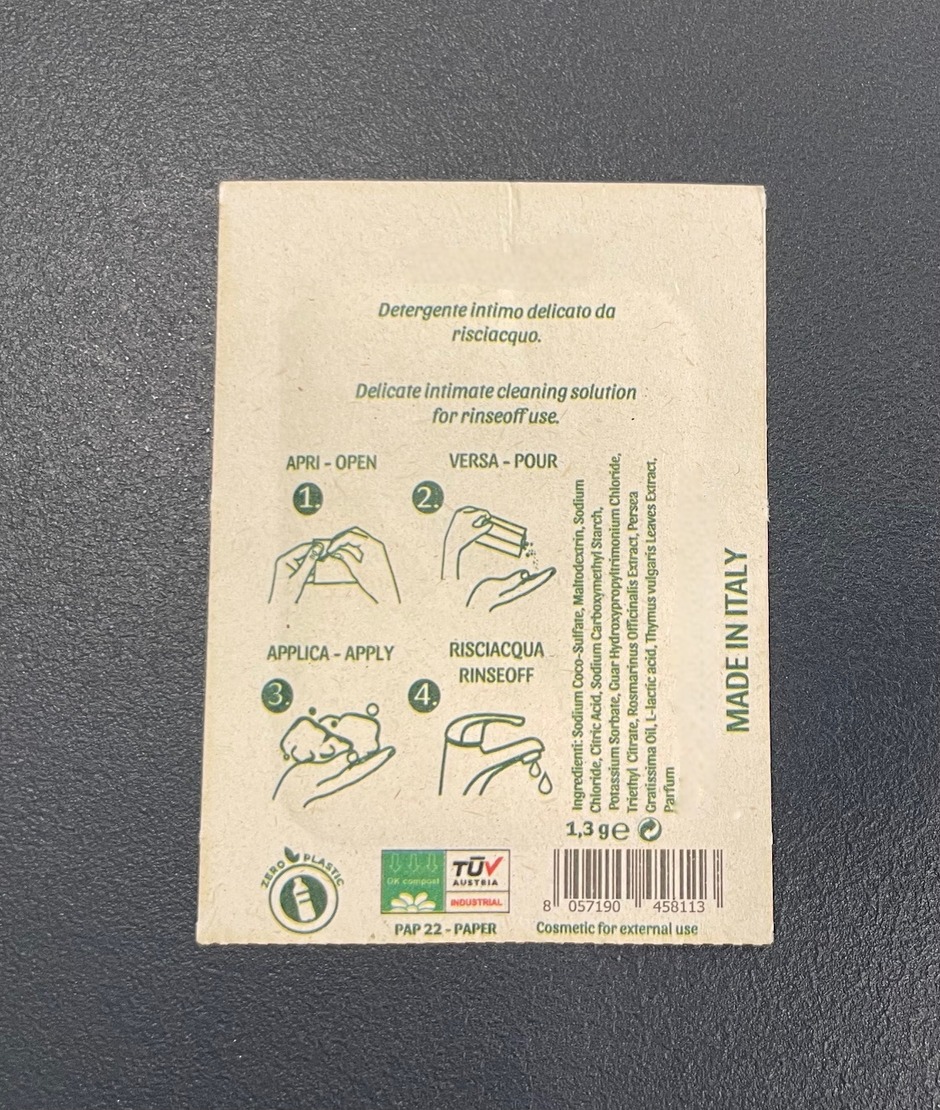 Detergente intimo delicato da
risciacquo.
Delicate intimate cleaning solution
for rinseoff use.
APRI - OPEN
1.
VERSA - POUR
2.
APPLICA - APPLY
3.
RISCIACQUA
RINSEOFF
4.
Ingredienti: Sodium Coco-Sulfate, Maltodextrin, Sodium
Chloride, Citric Acid, Sodium Carboxymethyl Starch,
Potassium Sorbate, Guar Hydroxypropyltrimonium Chloride,
Triethyl Citrate, Rosmarinus Officinalis Extract, Persea
Gratissima Oil, L-lactic acid, Thymus vulgaris Leaves Extract,
Parfum
MADE IN ITALY
1,3 g ℮
ZERO PLASTIC
OK compost
TÜV
AUSTRIA
INDUSTRIAL
PAP 22 - PAPER
8 057190 458113
Cosmetic for external use